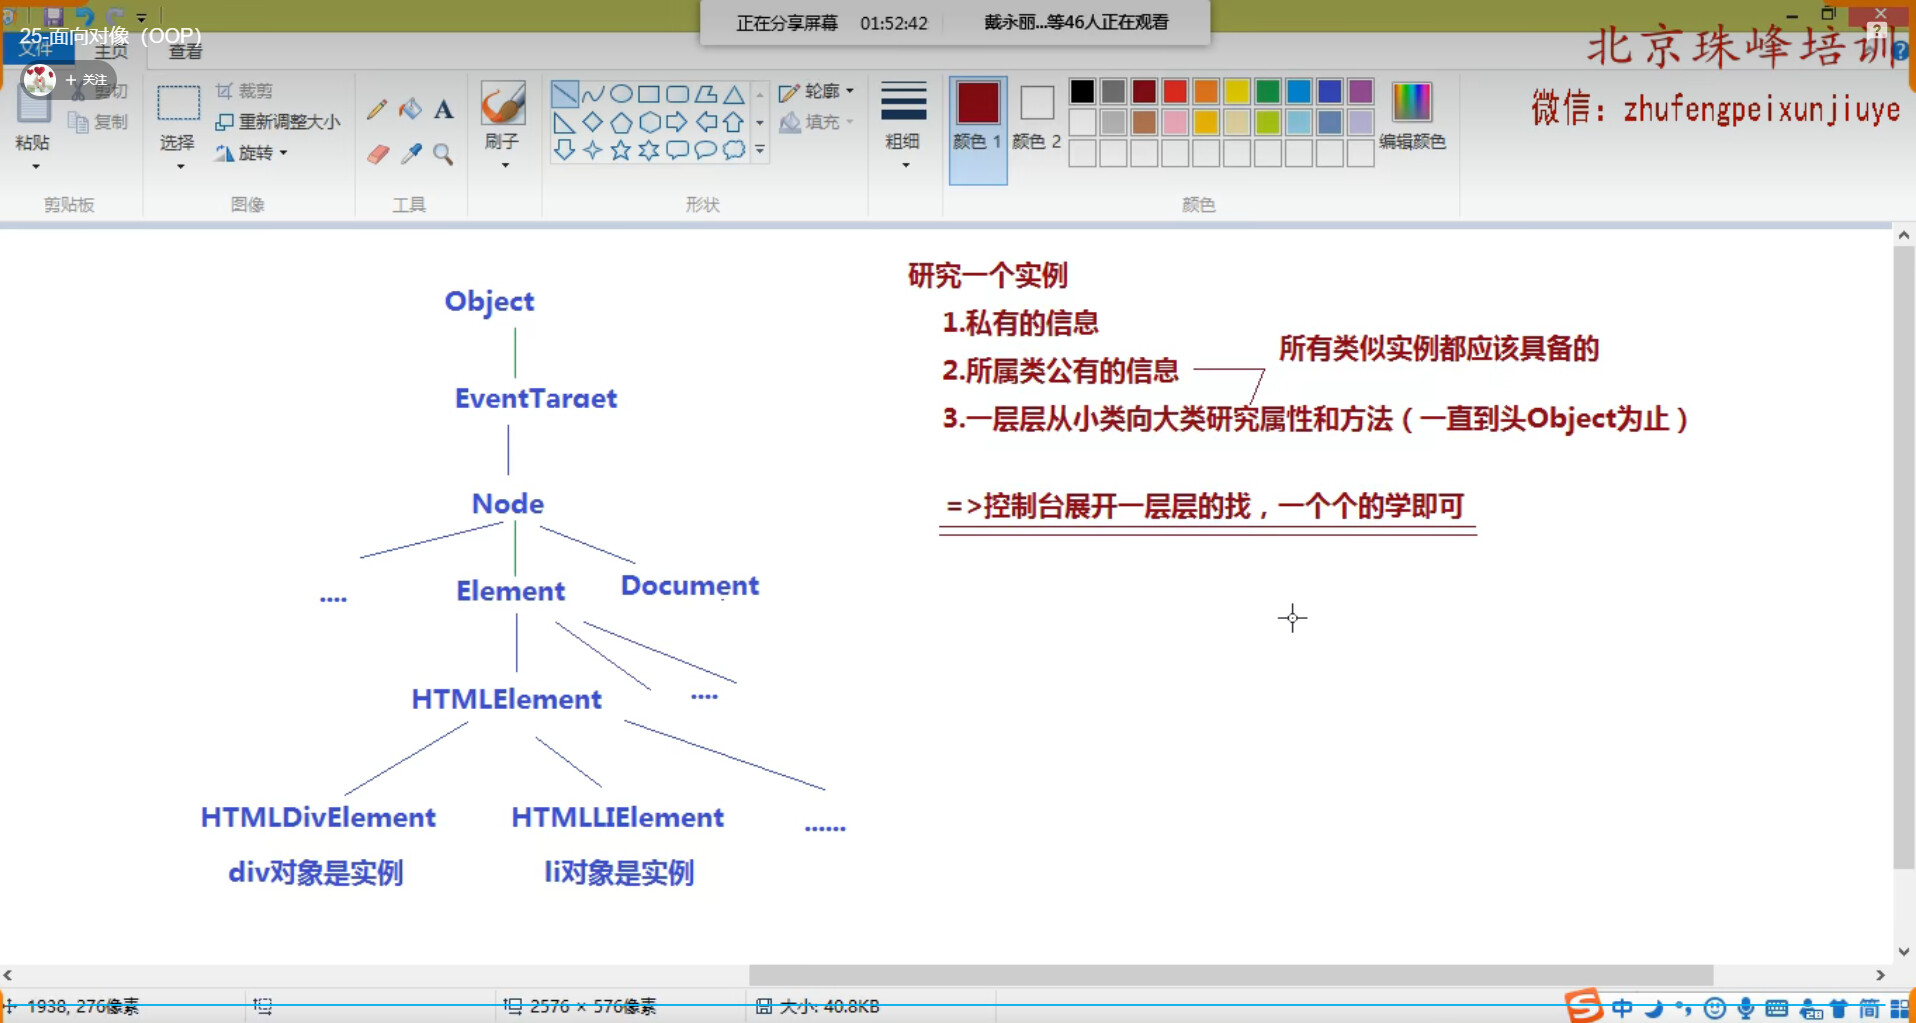 25-面向对像（OOP）
正在分享屏幕 01:52:42 戴永丽...等46人正在观看
文件 主页 查看
北京珠峰培训
微信：zhufengpeixunjiuye
+ 关注
粘贴 剪切 复制
选择 裁剪
重新调整大小
旋转
A
刷子
轮廓
填充
粗细
颜色 1
颜色 2
编辑颜色
剪贴板 图像 工具 形状 颜色
Object
EventTarget
Node
.... Element Document
HTMLElement ....
HTMLDivElement HTMLLIElement ......
div对象是实例 li对象是实例
研究一个实例
1.私有的信息
2.所属类公有的信息
所有类似实例都应该具备的
3.一层层从小类向大类研究属性和方法（一直到头Object为止）
=>控制台展开一层层的找，一个个的学即可
1938, 276像素 2576 × 576像素 大小: 40.8KB
中 简